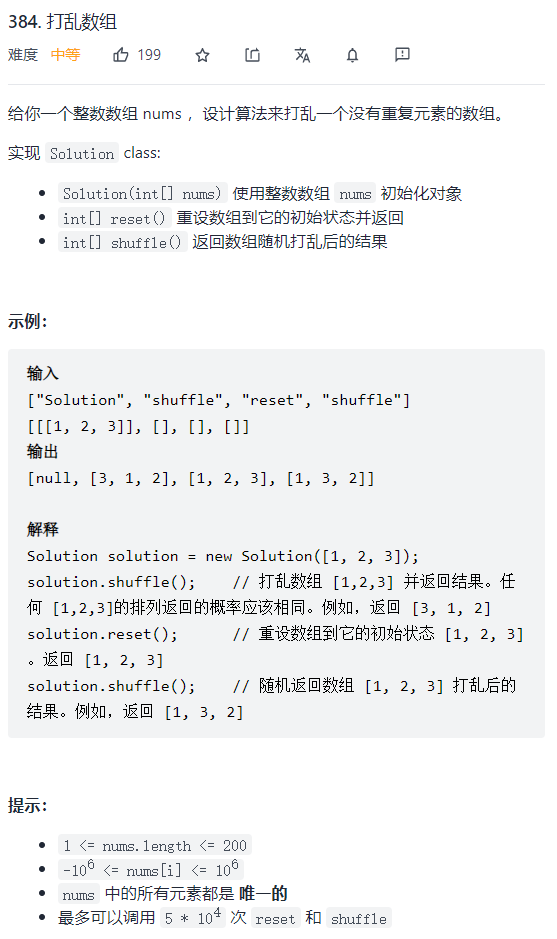 384. 打乱数组
难度 中等 199
给你一个整数数组 nums ，设计算法来打乱一个没有重复元素的数组。
实现 Solution class:
Solution(int[] nums) 使用整数数组 nums 初始化对象
int[] reset() 重设数组到它的初始状态并返回
int[] shuffle() 返回数组随机打乱后的结果
示例：
输入
["Solution", "shuffle", "reset", "shuffle"]
[[[1, 2, 3]], [], [], []]
输出
[null, [3, 1, 2], [1, 2, 3], [1, 3, 2]]
解释
Solution solution = new Solution([1, 2, 3]);
solution.shuffle();    // 打乱数组 [1,2,3] 并返回结果。任
何 [1,2,3]的排列返回的概率应该相同。例如，返回 [3, 1, 2]
solution.reset();      // 重设数组到它的初始状态 [1, 2, 3]
。返回 [1, 2, 3]
solution.shuffle();    // 随机返回数组 [1, 2, 3] 打乱后的
结果。例如，返回 [1, 3, 2]
提示：
1 <= nums.length <= 200
-10⁶ <= nums[i] <= 10⁶
nums 中的所有元素都是 唯一的
最多可以调用 5 * 10⁴ 次 reset 和 shuffle